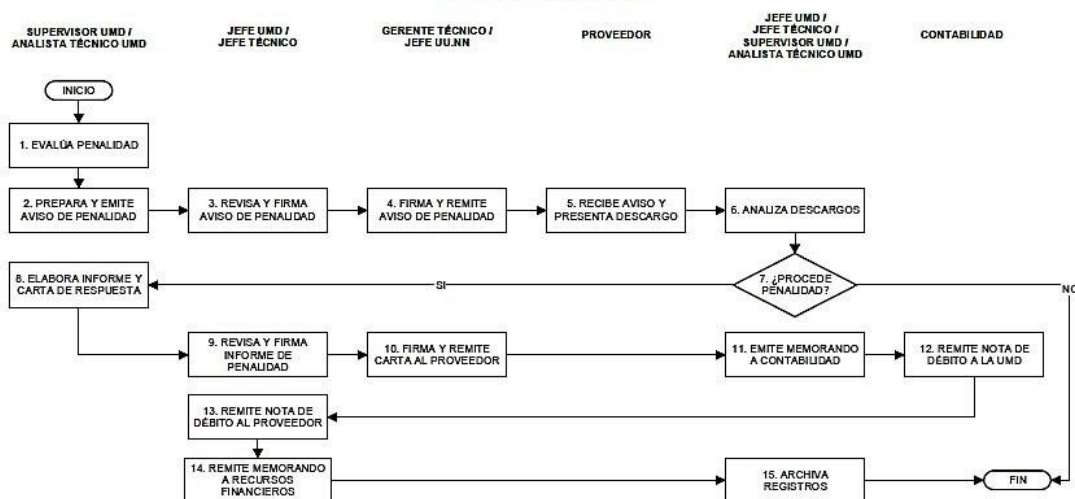 SUPERVISOR UMD /
ANALISTA TÉCNICO UMD
JEFE UMD /
JEFE TÉCNICO
GERENTE TÉCNICO /
JEFE UU.NN
PROVEEDOR
JEFE UMD /
JEFE TÉCNICO /
SUPERVISOR UMD /
ANALISTA TÉCNICO UMD
CONTABILIDAD
INICIO
1. EVALÚA PENALIDAD
2. PREPARA Y EMITE
AVISO DE PENALIDAD
3. REVISA Y FIRMA
AVISO DE PENALIDAD
4. FIRMA Y REMITE
AVISO DE PENALIDAD
5. RECIBE AVISO Y
PRESENTA DESCARGO
6. ANALIZA DESCARGOS
7. ¿PROCEDE
PENALIDAD?
SI
NO
8. ELABORA INFORME Y
CARTA DE RESPUESTA
9. REVISA Y FIRMA
INFORME DE
PENALIDAD
10. FIRMA Y REMITE
CARTA AL PROVEEDOR
11. EMITE MEMORANDO
A CONTABILIDAD
12. REMITE NOTA DE
DÉBITO A LA UMD
13. REMITE NOTA DE
DÉBITO AL PROVEEDOR
14. REMITE MEMORANDO
A RECURSOS
FINANCIEROS
15. ARCHIVA
REGISTROS
FIN